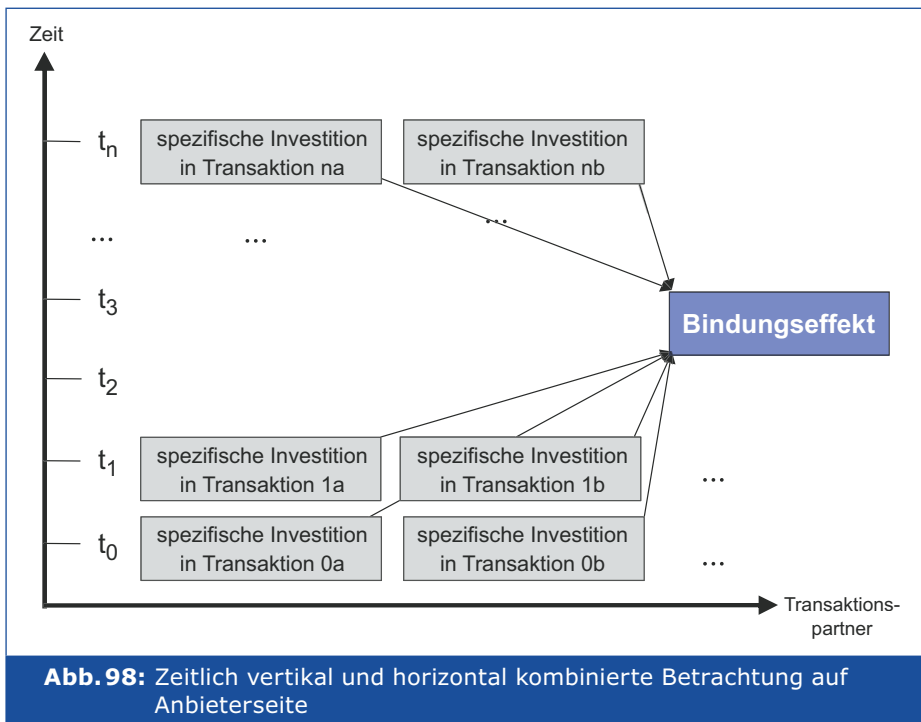 Zeit
tn
spezifische Investition
in Transaktion na
spezifische Investition
in Transaktion nb
...
...
...
t3
Bindungseffekt
t2
t1
spezifische Investition
in Transaktion 1a
spezifische Investition
in Transaktion 1b
...
t0
spezifische Investition
in Transaktion 0a
spezifische Investition
in Transaktion 0b
...
Transaktions-
partner
Abb. 98: Zeitlich vertikal und horizontal kombinierte Betrachtung auf
Anbieterseite